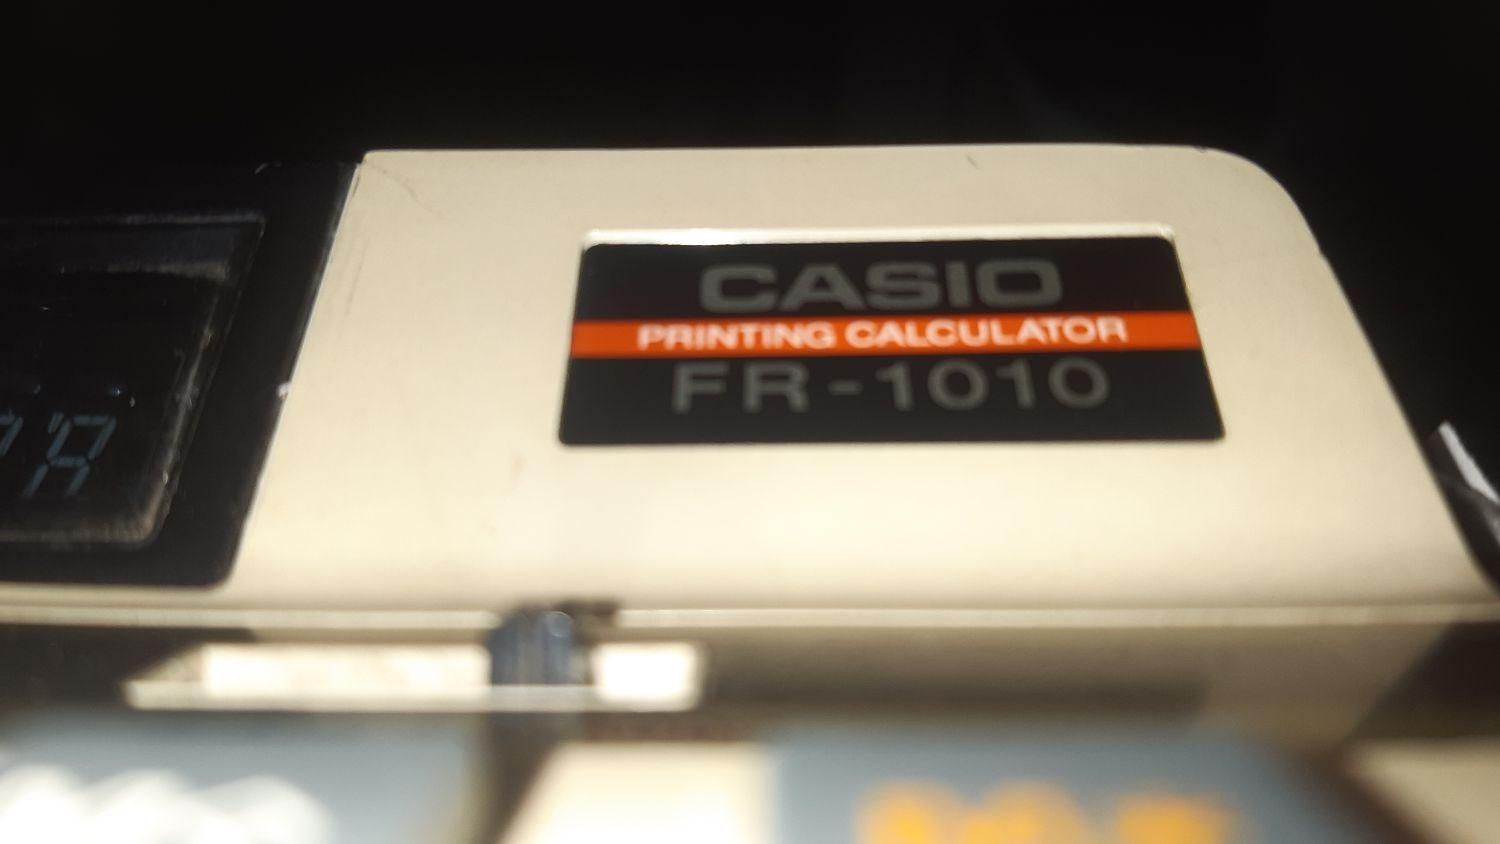 CASIO
PRINTING CALCULATOR
FR-1010